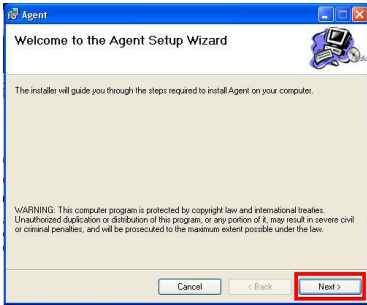 Agent
Welcome to the Agent Setup Wizard
The installer will guide you through the steps required to install Agent on your computer.
WARNING: This computer program is protected by copyright law and international treaties.
Unauthorized duplication or distribution of this program, or any portion of it, may result in severe civil
or criminal penalties, and will be prosecuted to the maximum extent possible under the law.
Cancel
< Back
Next >